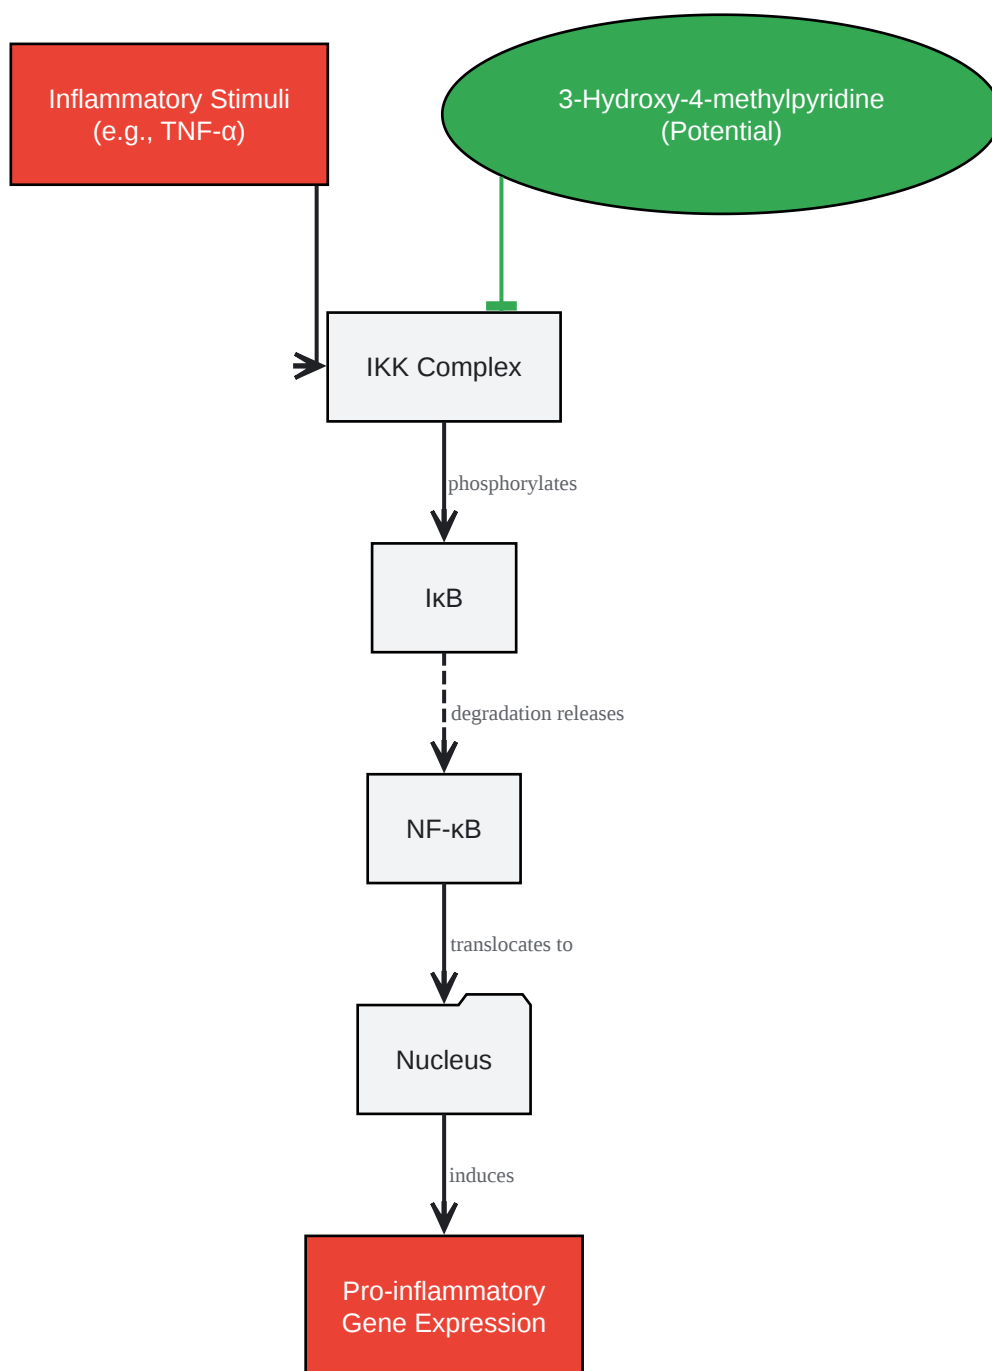 Inflammatory Stimuli
(e.g., TNF-α)
3-Hydroxy-4-methylpyridine
(Potential)
IKK Complex
phosphorylates
IκB
degradation releases
NF-κB
translocates to
Nucleus
induces
Pro-inflammatory
Gene Expression